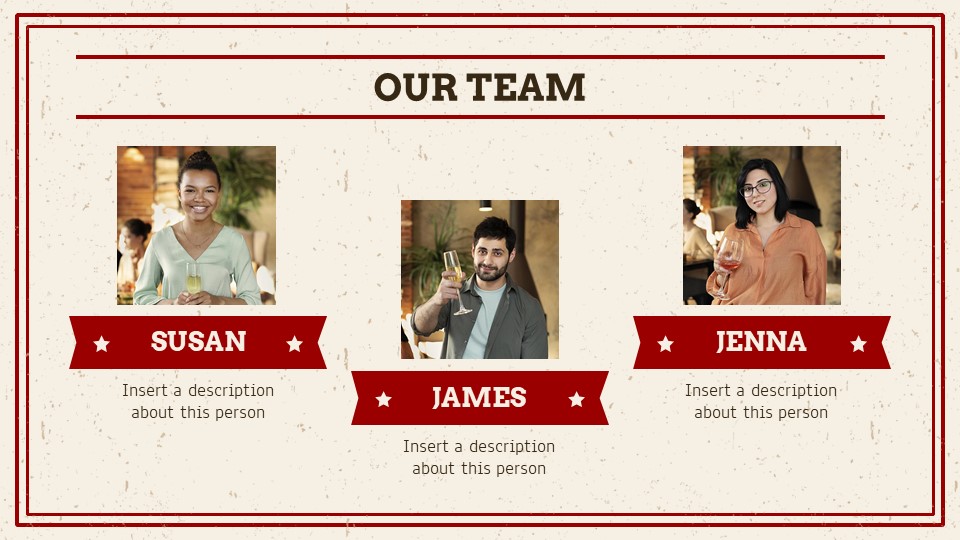 OUR TEAM
SUSAN
Insert a description
about this person
JAMES
Insert a description
about this person
JENNA
Insert a description
about this person